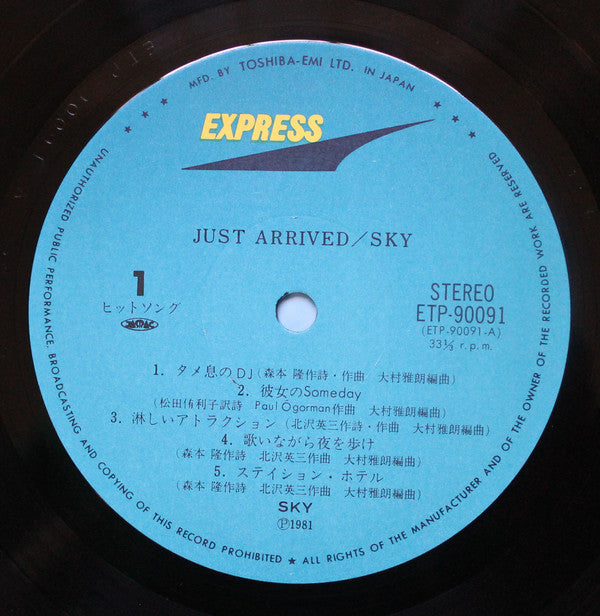 MFD. BY TOSHIBA-EMI LTD. IN JAPAN
EXPRESS
JUST ARRIVED／SKY
1
ヒットソング
STEREO
ETP-90091
(ETP-90091-A)
33⅓ r.p.m.
1. タメ息のDJ(森本 隆作詩・作曲 大村雅朗編曲)
2. 彼女のSomeday
(松田侑利子訳詩 Paul Ogorman作曲 大村雅朗編曲)
3. 淋しいアトラクション(北沢英三作詩・作曲 大村雅朗編曲)
4. 歌いながら夜を歩け
(森本 隆作詩 北沢英三作曲 大村雅朗編曲)
5. ステイション・ホテル
(森本 隆作詩 北沢英三作曲 大村雅朗編曲)
SKY
Ⓟ1981
UNAUTHORIZED PUBLIC PERFORMANCE, BROADCASTING AND COPYING OF THIS RECORD PROHIBITED ★ ALL RIGHTS OF THE MANUFACTURER AND OF THE OWNER OF THE RECORDED WORK ARE RESERVED